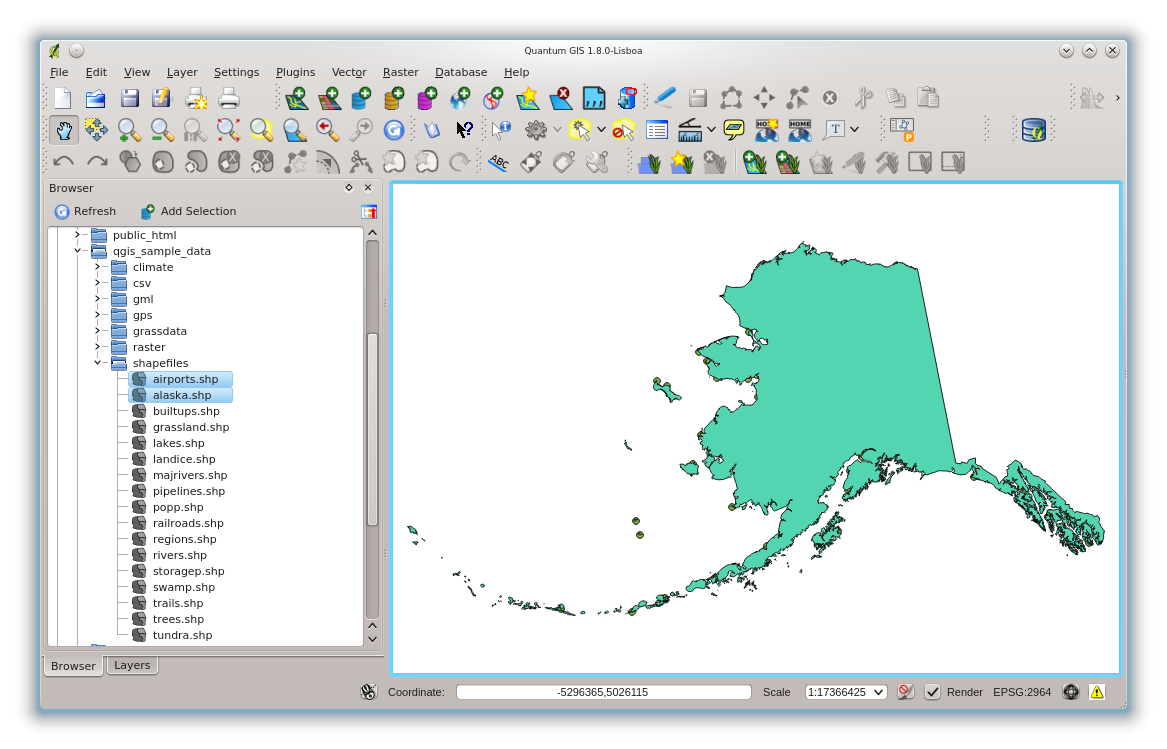 Quantum GIS 1.8.0-Lisboa
File Edit View Layer Settings Plugins Vector Raster Database Help
T
ABC
P
Browser
Refresh Add Selection
public_html
qgis_sample_data
climate
csv
gml
gps
grassdata
raster
shapefiles
airports.shp
alaska.shp
builtups.shp
grassland.shp
lakes.shp
landice.shp
majrivers.shp
pipelines.shp
popp.shp
railroads.shp
regions.shp
rivers.shp
storagep.shp
swamp.shp
trails.shp
trees.shp
tundra.shp
Browser Layers
Coordinate: -5296365,5026115 Scale 1:17366425 Render EPSG:2964